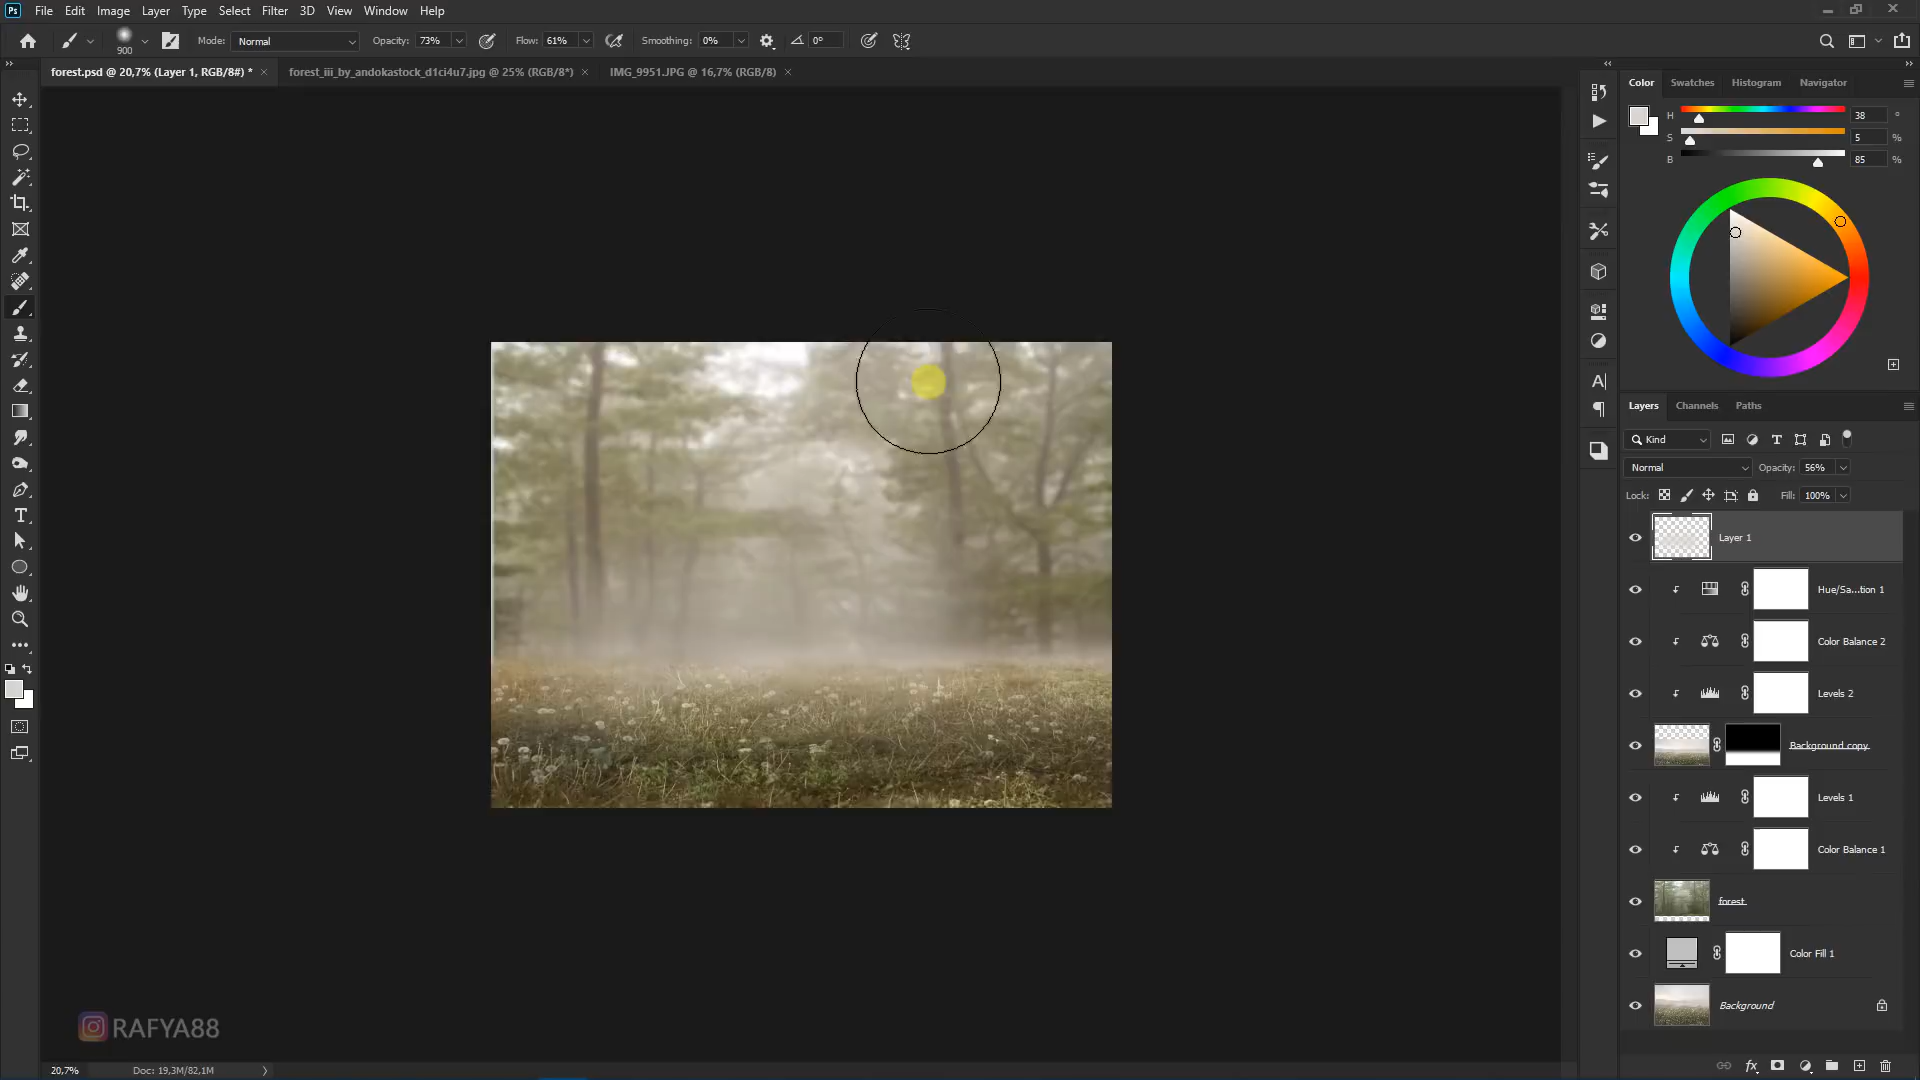 Ps File Edit Image Layer Type Select Filter 3D View Window Help
900 Mode: Normal Opacity: 73% Flow: 61% Smoothing: 0% 0°
forest.psd @ 20,7% (Layer 1, RGB/8#) * × forest_iii_by_andokastock_d1ci4u7.jpg @ 25% (RGB/8*) × IMG_9951.JPG @ 16,7% (RGB/8) ×
Color Swatches Histogram Navigator
H 38 °
S 5 %
B 85 %
Layers Channels Paths
Kind
Normal Opacity: 56%
Lock: Fill: 100%
Layer 1
Hue/Sa...tion 1
Color Balance 2
Levels 2
Background copy
Levels 1
Color Balance 1
forest
Color Fill 1
Background
RAFYA88
20,7% Doc: 19,3M/82,1M